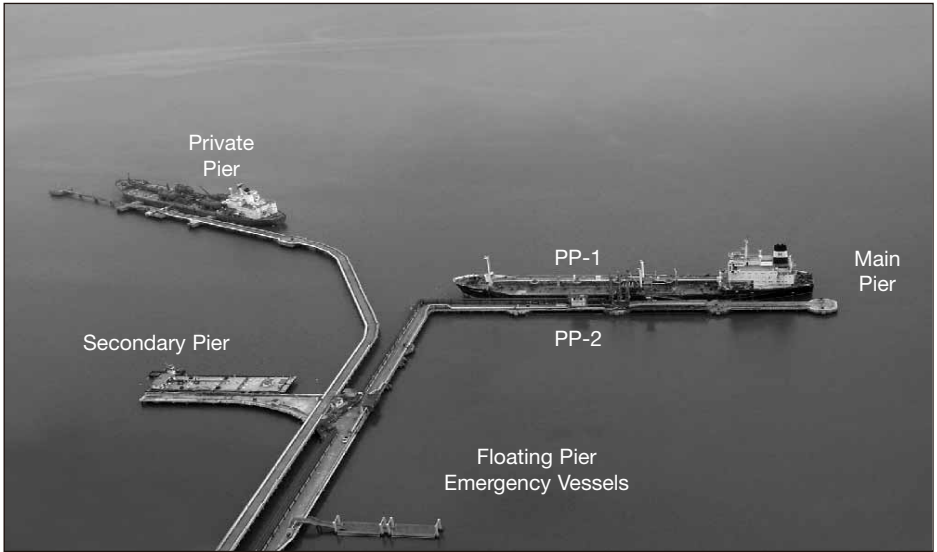 Private
Pier
PP-1
Main
Pier
Secondary Pier
PP-2
Floating Pier
Emergency Vessels